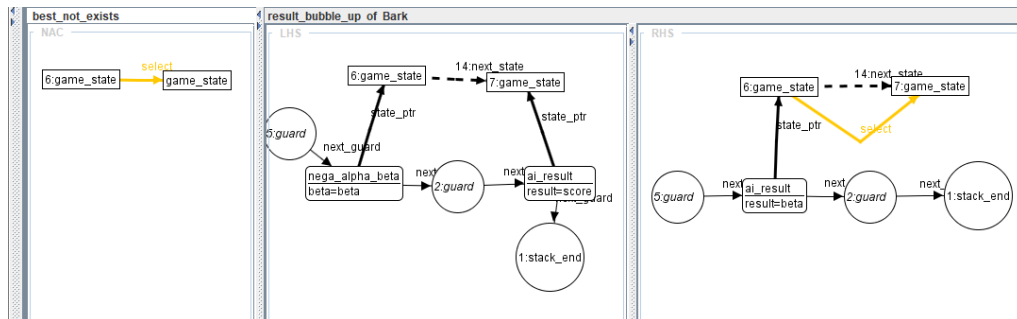 best_not_exists
NAC
select
6:game_state
game_state
result_bubble_up of Bark
LHS
6:game_state
14:next_state
7:game_state
state_ptr
state_ptr
5:guard
next_guard
nega_alpha_beta
beta=beta
next
2:guard
next
ai_result
result=score
next_guard
1:stack_end
RHS
14:next_state
6:game_state
7:game_state
state_ptr
select
5:guard
next
ai_result
result=beta
next
2:guard
next_
1:stack_end